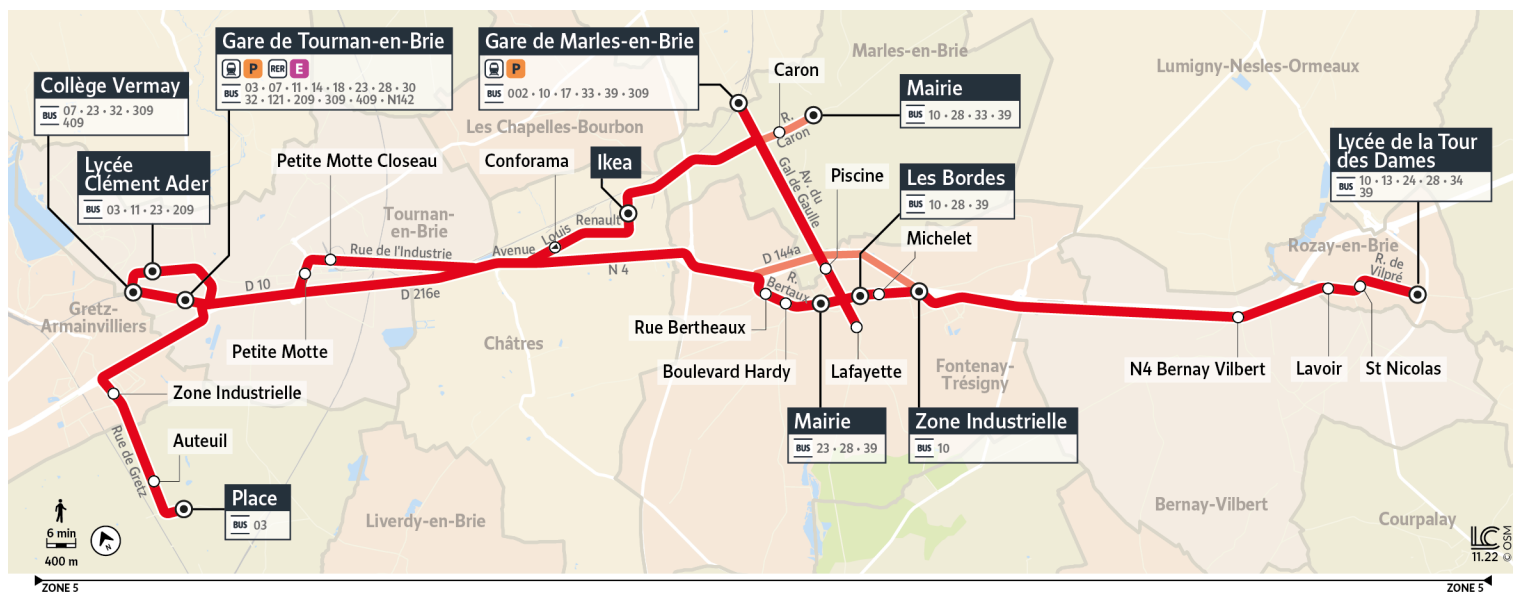 Gare de Tournan-en-Brie
P RER E
BUS 03 • 07 • 11 • 14 • 18 • 23 • 28 • 30
32 • 121 • 209 • 309 • 409 • N142
Gare de Marles-en-Brie
P
BUS 002 • 10 • 17 • 33 • 39 • 309
Marles-en-Brie
Lumigny-Nesles-Ormeaux
Collège Vermay
BUS 07 • 23 • 32 • 309
409
Caron
Mairie
BUS 10 • 28 • 33 • 39
Les Chapelles-Bourbon
R.
Caron
Lycée
Clément Ader
BUS 03 • 11 • 23 • 209
Petite Motte Closeau
Conforama
Ikea
Lycée de la Tour
des Dames
BUS 10 • 13 • 24 • 28 • 34
39
Av. du
Gal de Gaulle
Piscine
Les Bordes
BUS 10 • 28 • 39
Tournan-
en-Brie
Avenue Louis Renault
Rue de l'Industrie
Michelet
Rozay-en-Brie
R. de
Vilpré
D 144a
N 4
D 10
D 216e
R.
Bertaux
Gretz-
Armainvilliers
Rue Bertheaux
Petite Motte
Châtres
Boulevard Hardy
Lafayette
Fontenay-
Trésigny
N4 Bernay Vilbert
Lavoir
St Nicolas
Zone Industrielle
Mairie
BUS 23 • 28 • 39
Zone Industrielle
BUS 10
Rue de Gretz
Auteuil
Place
BUS 03
Liverdy-en-Brie
Bernay-Vilbert
Courpalay
6 min
400 m
N
LC
11.22
© OSM
ZONE 5
ZONE 5